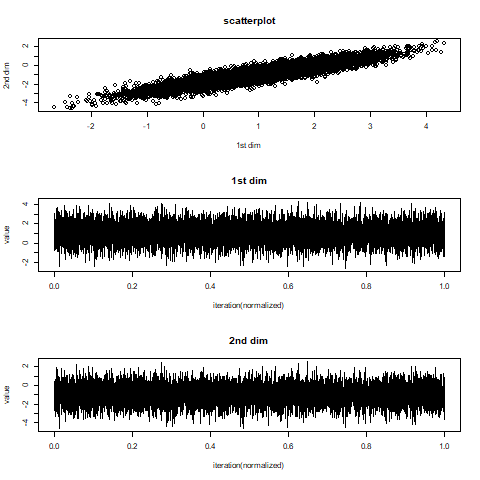 scatterplot
2nd dim
2
0
-2
-4
-2 -1 0 1 2 3 4
1st dim
1st dim
value
4
2
0
-2
0.0 0.2 0.4 0.6 0.8 1.0
iteration(normalized)
2nd dim
value
2
0
-2
-4
0.0 0.2 0.4 0.6 0.8 1.0
iteration(normalized)